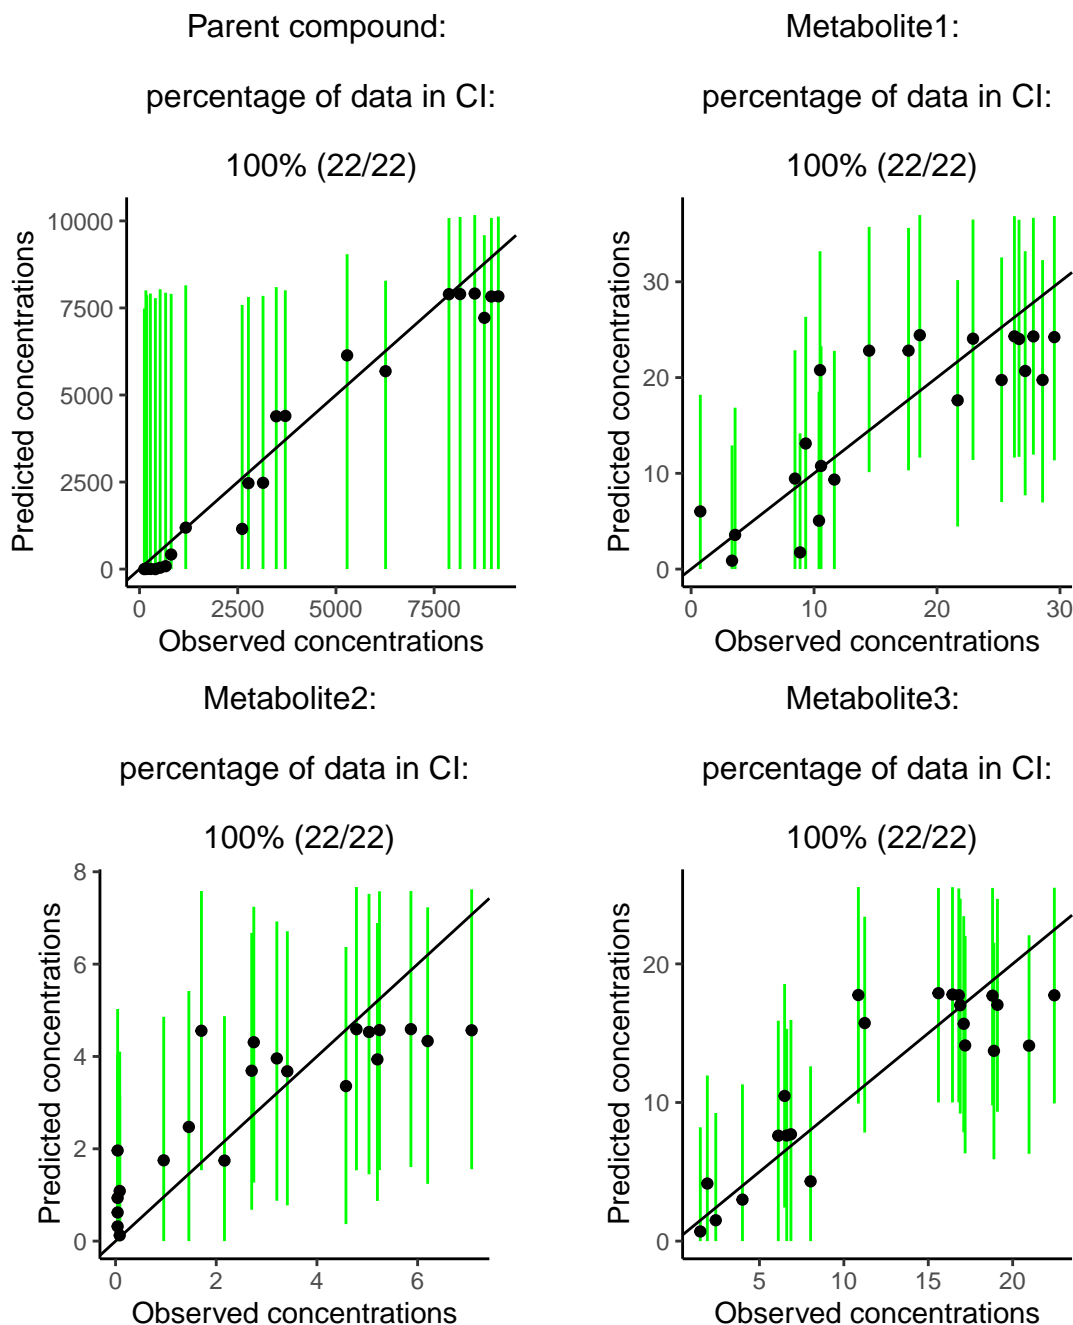 Parent compound:
percentage of data in CI:
100% (22/22)
10000
7500
5000
2500
0
Predicted concentrations
0 2500 5000 7500
Observed concentrations
Metabolite1:
percentage of data in CI:
100% (22/22)
30
20
10
0
Predicted concentrations
0 10 20 30
Observed concentrations
Metabolite2:
percentage of data in CI:
100% (22/22)
8
6
4
2
0
Predicted concentrations
0 2 4 6
Observed concentrations
Metabolite3:
percentage of data in CI:
100% (22/22)
20
10
0
Predicted concentrations
5 10 15 20
Observed concentrations